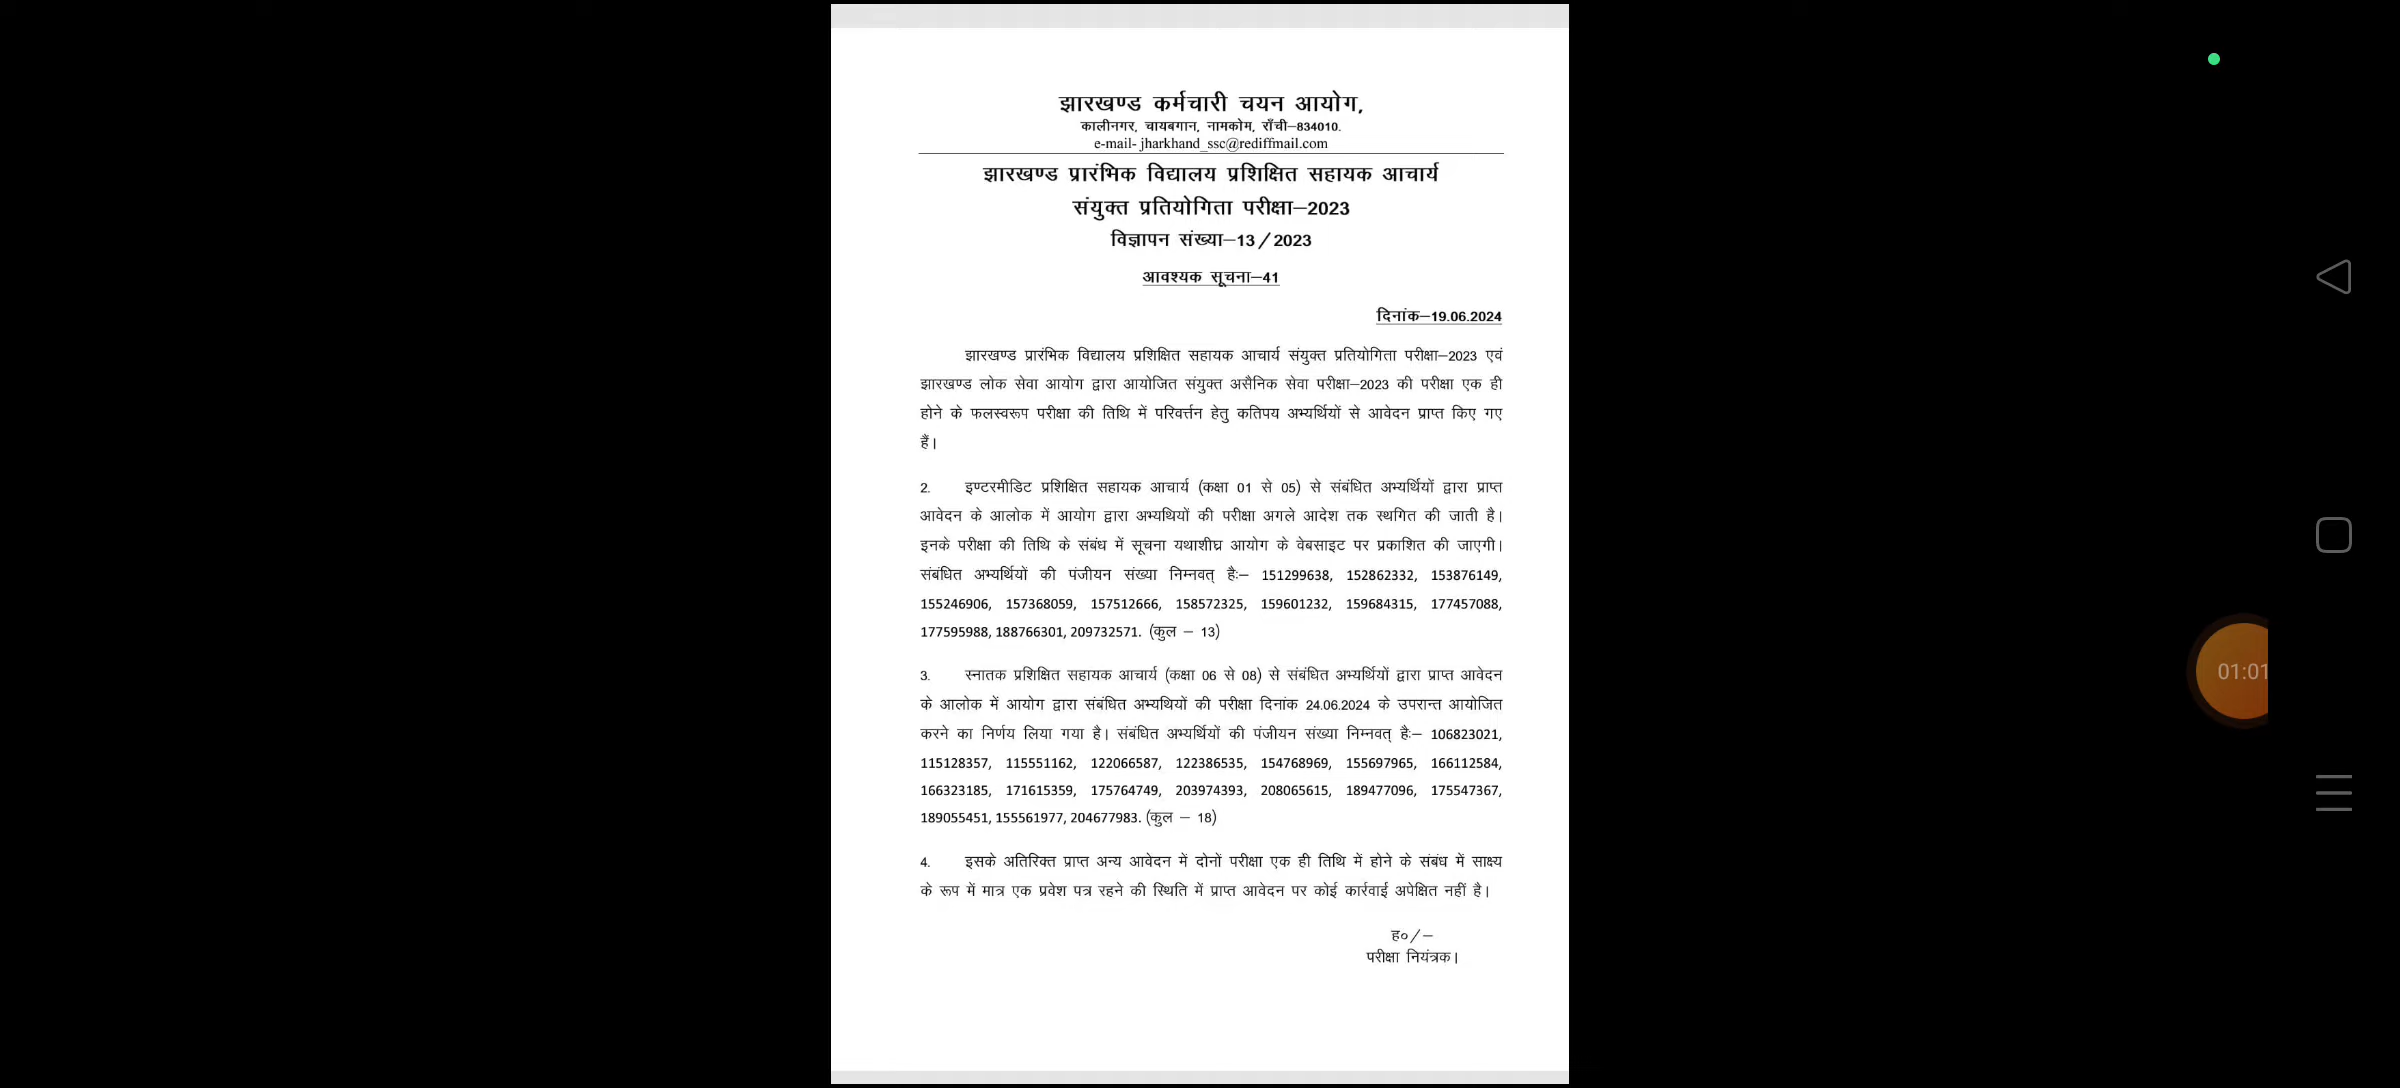 झारखण्ड कर्मचारी चयन आयोग,
कालीनगर, चायबगान, नामकोम, राँची–834010.
e-mail- jharkhand_ssc@rediffmail.com
झारखण्ड प्रारंभिक विद्यालय प्रशिक्षित सहायक आचार्य
संयुक्त प्रतियोगिता परीक्षा–2023
विज्ञापन संख्या–13/2023
आवश्यक सूचना–41
दिनांक–19.06.2024
झारखण्ड प्रारंभिक विद्यालय प्रशिक्षित सहायक आचार्य संयुक्त प्रतियोगिता परीक्षा–2023 एवं
झारखण्ड लोक सेवा आयोग द्वारा आयोजित संयुक्त असैनिक सेवा परीक्षा–2023 की परीक्षा एक ही
होने के फलस्वरूप परीक्षा की तिथि में परिवर्त्तन हेतु कतिपय अभ्यर्थियों से आवेदन प्राप्त किए गए
हैं।
2. इण्टरमीडिट प्रशिक्षित सहायक आचार्य (कक्षा 01 से 05) से संबंधित अभ्यर्थियों द्वारा प्राप्त
आवेदन के आलोक में आयोग द्वारा अभ्यथियों की परीक्षा अगले आदेश तक स्थगित की जाती है।
इनके परीक्षा की तिथि के संबंध में सूचना यथाशीघ्र आयोग के वेबसाइट पर प्रकाशित की जाएगी।
संबंधित अभ्यर्थियों की पंजीयन संख्या निम्नवत् हैः– 151299638, 152862332, 153876149,
155246906, 157368059, 157512666, 158572325, 159601232, 159684315, 177457088,
177595988, 188766301, 209732571. (कुल – 13)
3. स्नातक प्रशिक्षित सहायक आचार्य (कक्षा 06 से 08) से संबंधित अभ्यर्थियों द्वारा प्राप्त आवेदन
के आलोक में आयोग द्वारा संबंधित अभ्यथियों की परीक्षा दिनांक 24.06.2024 के उपरान्त आयोजित
करने का निर्णय लिया गया है। संबंधित अभ्यर्थियों की पंजीयन संख्या निम्नवत् हैः– 106823021,
115128357, 115551162, 122066587, 122386535, 154768969, 155697965, 166112584,
166323185, 171615359, 175764749, 203974393, 208065615, 189477096, 175547367,
189055451, 155561977, 204677983. (कुल – 18)
4. इसके अतिरिक्त प्राप्त अन्य आवेदन में दोनों परीक्षा एक ही तिथि में होने के संबंध में साक्ष्य
के रूप में मात्र एक प्रवेश पत्र रहने की स्थिति में प्राप्त आवेदन पर कोई कार्रवाई अपेक्षित नहीं है।
ह०/–
परीक्षा नियंत्रक।
01:01